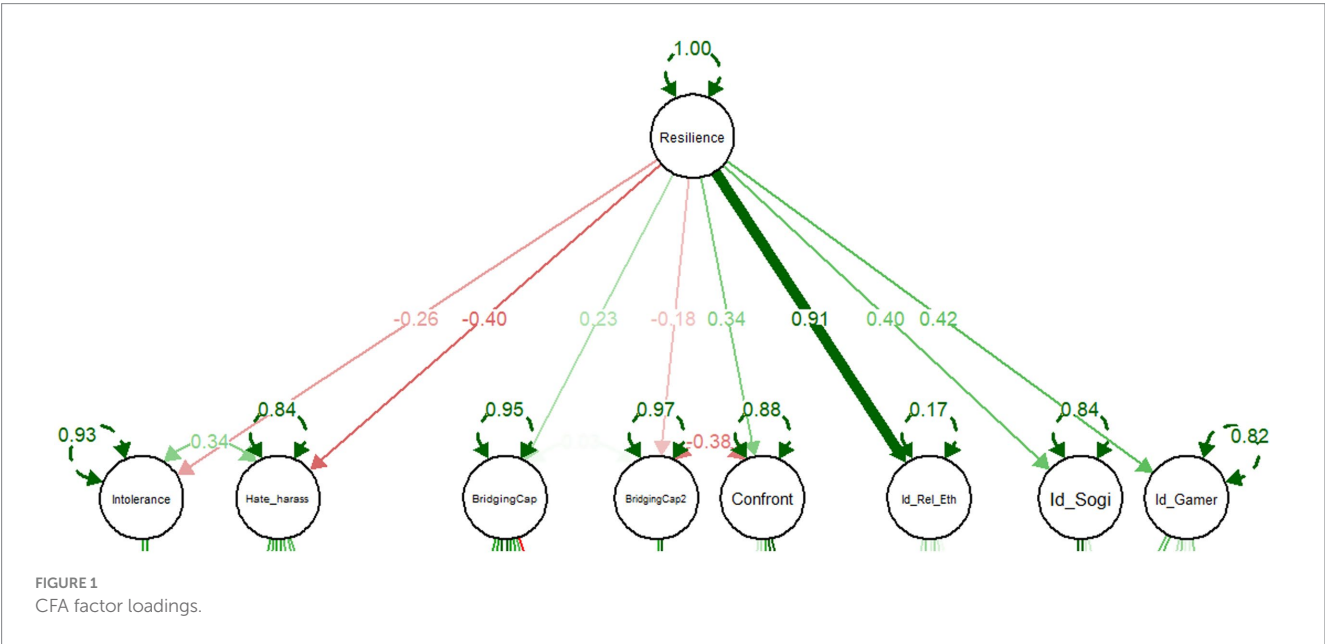 1.00
Resilience
-0.26
-0.40
0.23
-0.18
0.34
0.91
0.40
0.42
0.93
0.34
0.84
0.95
0.97
-0.38
0.88
0.17
0.84
0.82
Intolerance
Hate_harass
BridgingCap
BridgingCap2
Confront
Id_Rel_Eth
Id_Sogi
Id_Gamer
FIGURE 1
CFA factor loadings.